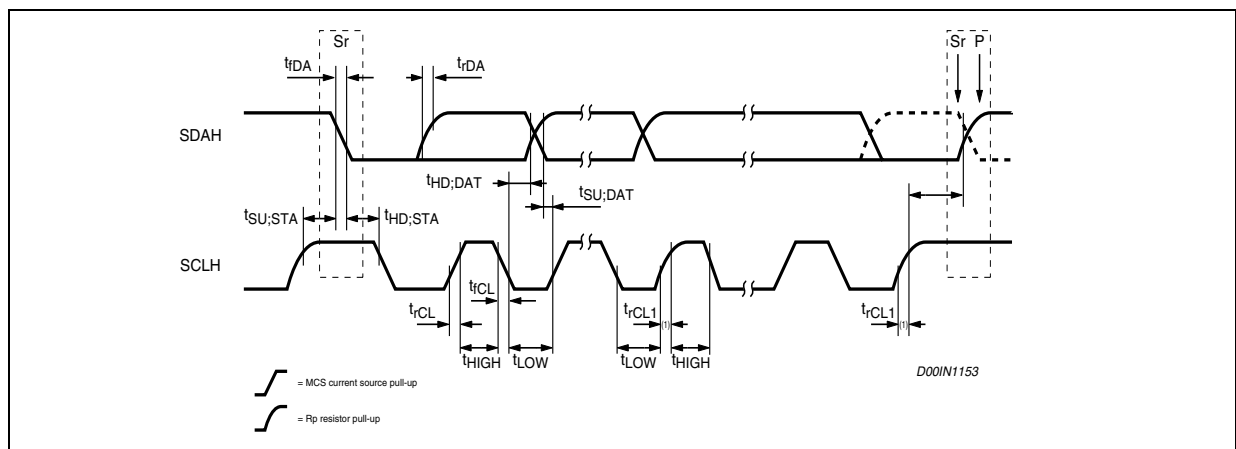 Sr
Sr P
tfDA
trDA
SDAH
tHD;DAT
tSU;DAT
tSU;STA
tHD;STA
SCLH
tfCL
trCL
trCL1
(1)
trCL1
(1)
tHIGH
tLOW
tLOW
tHIGH
D00IN1153
= MCS current source pull-up
= Rp resistor pull-up